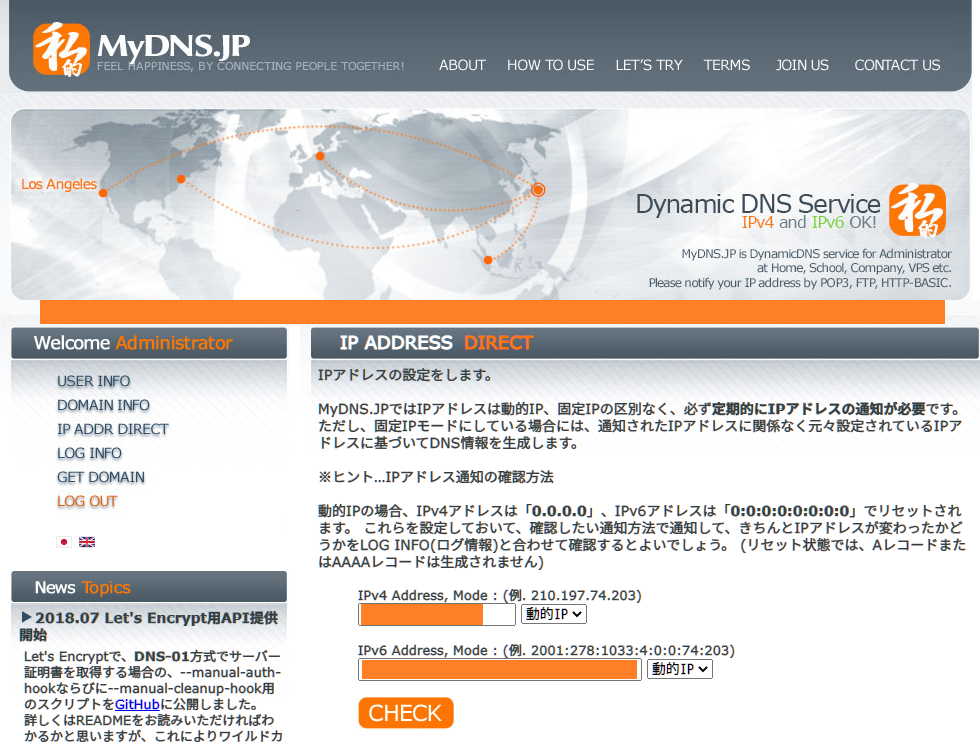 私的
MyDNS.JP
FEEL HAPPINESS, BY CONNECTING PEOPLE TOGETHER!
ABOUT HOW TO USE LET'S TRY TERMS JOIN US CONTACT US
Los Angeles
Dynamic DNS Service
私的
IPv4 and IPv6 OK!
MyDNS.JP is DynamicDNS service for Administrator
at Home, School, Company, VPS etc.
Please notify your IP address by POP3, FTP, HTTP-BASIC.
Welcome Administrator
USER INFO
DOMAIN INFO
IP ADDR DIRECT
LOG INFO
GET DOMAIN
LOG OUT
News Topics
2018.07 Let's Encrypt用API提供
開始
Let's Encryptで、DNS-01方式でサーバー
証明書を取得する場合の、--manual-auth-
hookならびに--manual-cleanup-hook用
のスクリプトをGitHubに公開しました。
詳しくはREADMEをお読みいただければわ
かるかと思いますが、これによりワイルドカ
IP ADDRESS DIRECT
IPアドレスの設定をします。
MyDNS.JPではIPアドレスは動的IP、固定IPの区別なく、必ず定期的にIPアドレスの通知が必要です。
ただし、固定IPモードにしている場合には、通知されたIPアドレスに関係なく元々設定されているIPア
ドレスに基づいてDNS情報を生成します。
※ヒント...IPアドレス通知の確認方法
動的IPの場合、IPv4アドレスは「0.0.0.0」、IPv6アドレスは「0:0:0:0:0:0:0:0」でリセットされ
ます。 これらを設定しておいて、確認したい通知方法で通知して、きちんとIPアドレスが変わったかど
うかをLOG INFO(ログ情報)と合わせて確認するとよいでしょう。 (リセット状態では、Aレコードまた
はAAAAレコードは生成されません)
IPv4 Address, Mode : (例. 210.197.74.203)
動的IP
IPv6 Address, Mode : (例. 2001:278:1033:4:0:0:74:203)
動的IP
CHECK